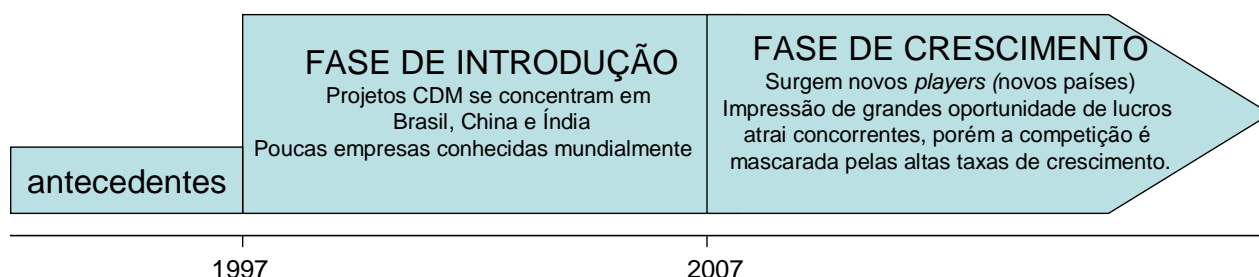 antecedentes
FASE DE INTRODUÇÃO
Projetos CDM se concentram em
Brasil, China e Índia
Poucas empresas conhecidas mundialmente
FASE DE CRESCIMENTO
Surgem novos players (novos países)
Impressão de grandes oportunidade de lucros
atrai concorrentes, porém a competição é
mascarada pelas altas taxas de crescimento.
1997
2007